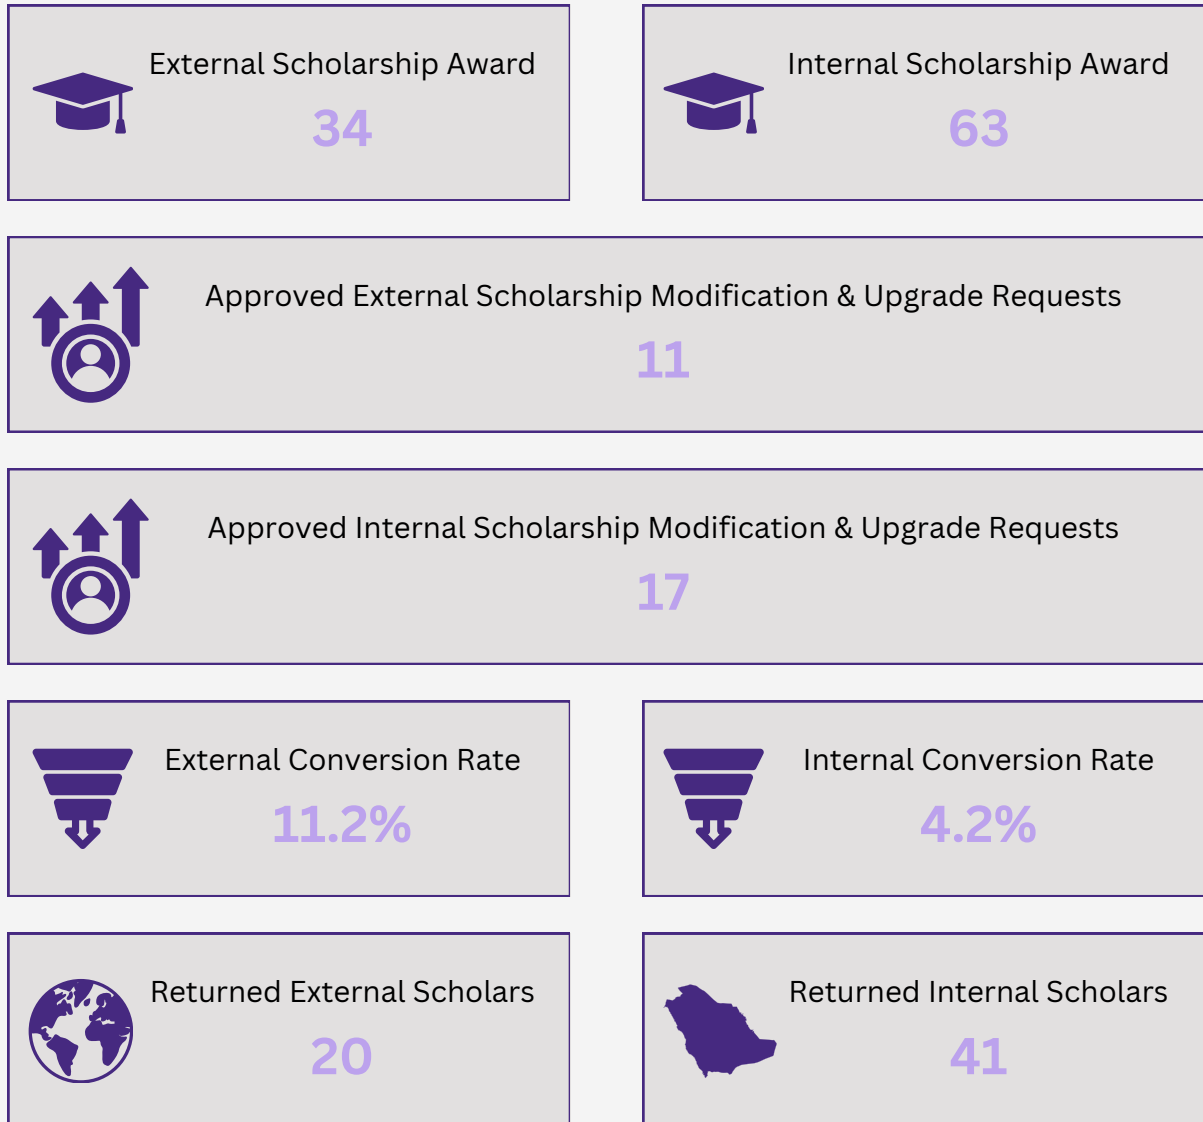 External Scholarship Award
34
Internal Scholarship Award
63
Approved External Scholarship Modification & Upgrade Requests
11
Approved Internal Scholarship Modification & Upgrade Requests
17
External Conversion Rate
11.2%
Internal Conversion Rate
4.2%
Returned External Scholars
20
Returned Internal Scholars
41